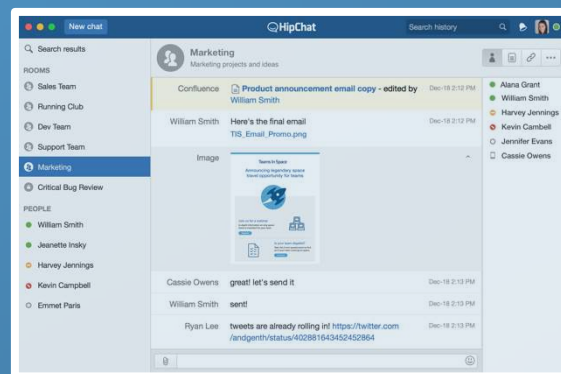 New chat
HipChat
Search history
Search results
ROOMS
Sales Team
Running Club
Dev Team
Support Team
Marketing
Critical Bug Review
PEOPLE
William Smith
Jeanette Insky
Harvey Jennings
Kevin Campbell
Emmet Paris
Marketing
Marketing projects and ideas
Confluence
Product announcement email copy - edited by
William Smith
Dec-18 2:12 PM
William Smith
Here's the final email
TIS_Email_Promo.png
Dec-18 2:12 PM
Image
Teams in Space
Announcing legendary space
travel opportunity for teams
Cassie Owens
great! let's send it
Dec-18 2:13 PM
William Smith
sent!
Dec-18 2:13 PM
Ryan Lee
tweets are already rolling in! https://twitter.com
/andgenth/status/402881643452452864
Dec-18 2:13 PM
Alana Grant
William Smith
Harvey Jennings
Kevin Cambell
Jennifer Evans
Cassie Owens